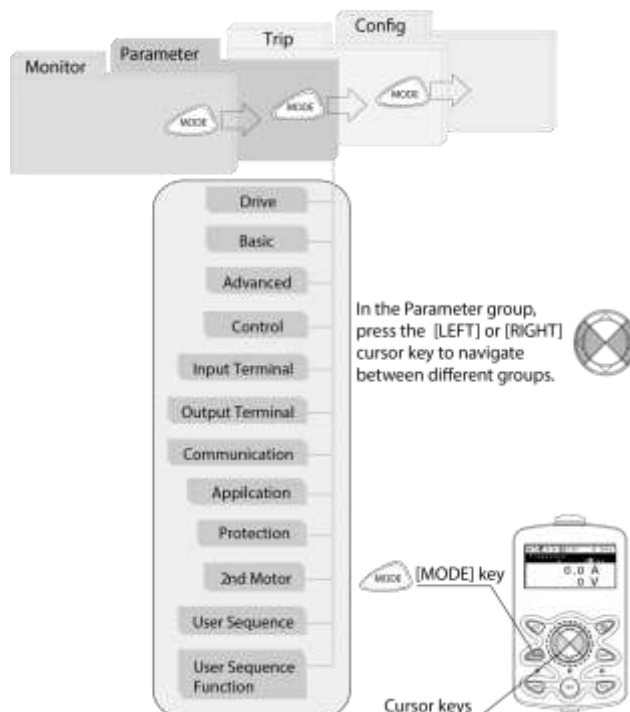 Monitor
Parameter
Trip
Config
MODE
MODE
MODE
Drive
Basic
Advanced
Control
Input Terminal
Output Terminal
Communication
Appilcation
Protection
2nd Motor
User Sequence
User Sequence
Function
In the Parameter group,
press the [LEFT] or [RIGHT]
cursor key to navigate
between different groups.
MODE
[MODE] key
0.0 A
0 V
Cursor keys